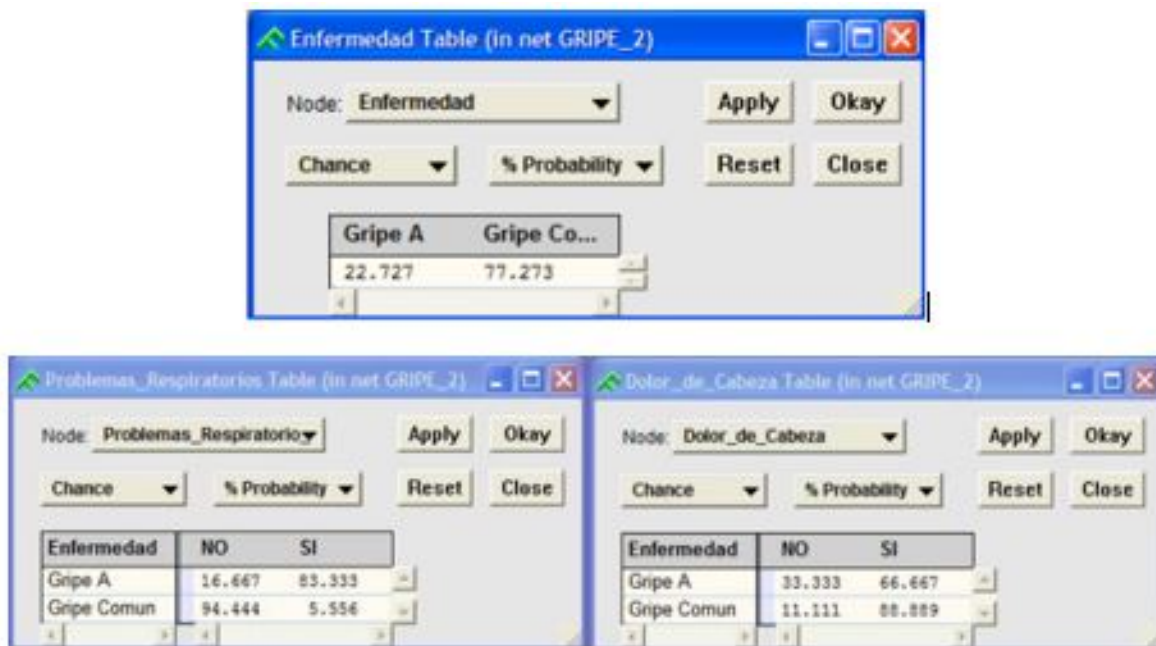 Enfermedad Table (in net GRIPE_2)
Node: Enfermedad Apply Okay
Chance % Probability Reset Close
Gripe A Gripe Co...
22.727 77.273
Problemas_Respiratorios Table (in net GRIPE_2)
Node: Problemas_Respiratorio Apply Okay
Chance % Probability Reset Close
Enfermedad NO SI
Gripe A 16.667 83.333
Gripe Comun 94.444 5.556
Dolor_de_Cabeza Table (in net GRIPE_2)
Node: Dolor_de_Cabeza Apply Okay
Chance % Probability Reset Close
Enfermedad NO SI
Gripe A 33.333 66.667
Gripe Comun 11.111 88.889